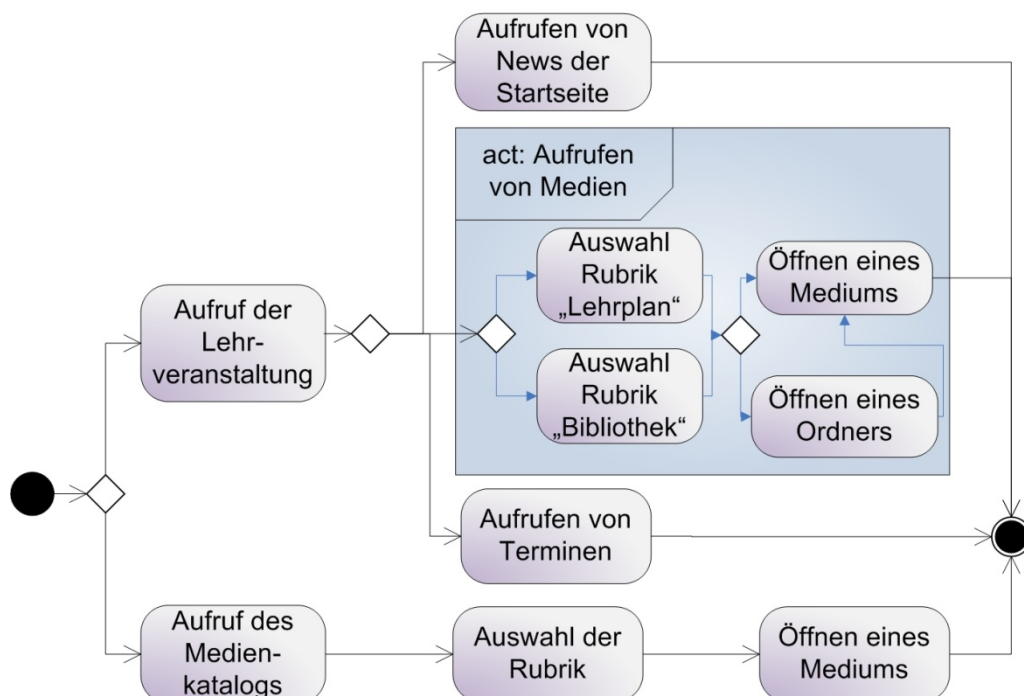 Aufrufen von
News der
Startseite
act: Aufrufen
von Medien
Auswahl
Rubrik
„Lehrplan“
Öffnen eines
Mediums
Aufruf der
Lehr-
veranstaltung
Auswahl
Rubrik
„Bibliothek“
Öffnen eines
Ordners
Aufrufen von
Terminen
Aufruf des
Medien-
katalogs
Auswahl der
Rubrik
Öffnen eines
Mediums